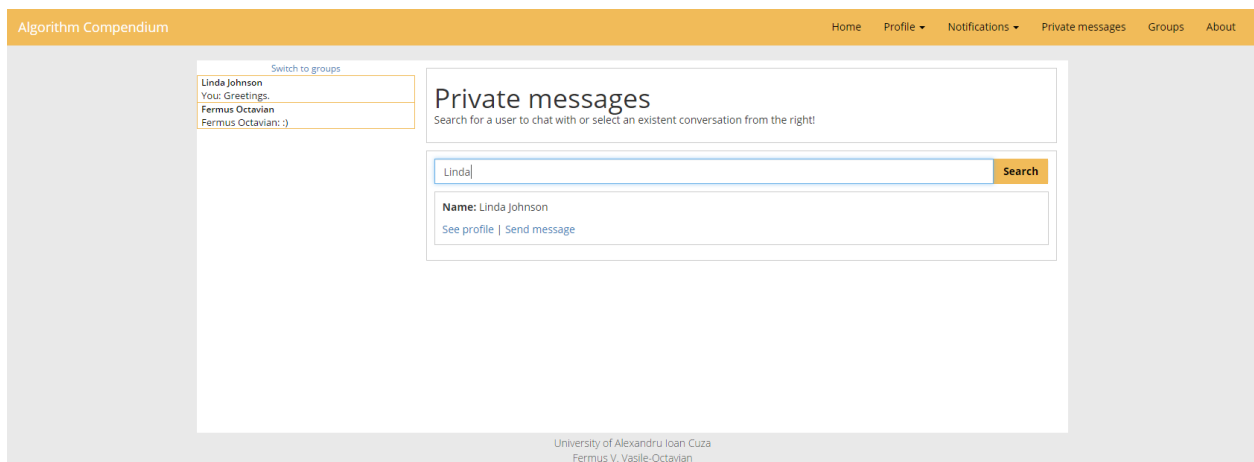 Algorithm Compendium
Home Profile Notifications Private messages Groups About
Switch to groups
Linda Johnson
You: Greetings.
Fermus Octavian
Fermus Octavian: :)
Private messages
Search for a user to chat with or select an existent conversation from the right!
Linda
Search
Name: Linda Johnson
See profile | Send message
University of Alexandru Ioan Cuza
Fermus V. Vasile-Octavian